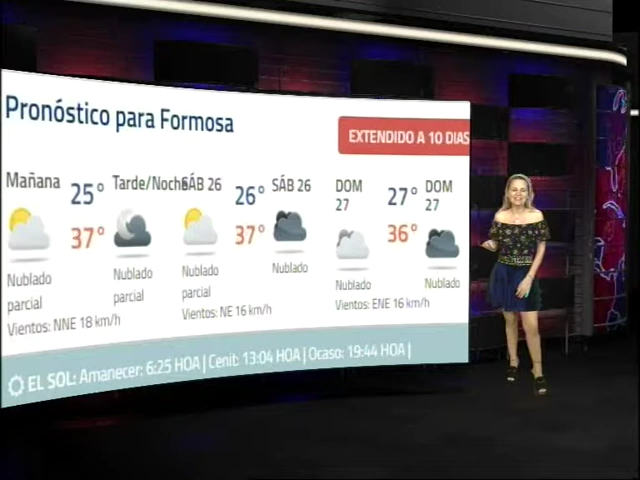 Pronóstico para Formosa
EXTENDIDO A 10 DIAS
Mañana
25°
37°
Tarde/Noche
Nublado
parcial
Nublado
parcial
Vientos: NNE 18 km/h
SÁB 26
26°
37°
SÁB 26
Nublado
parcial
Nublado
Vientos: NE 16 km/h
DOM
27
27°
36°
DOM
27
Nublado
Nublado
Vientos: ENE 16 km/h
EL SOL: Amanecer: 6:25 HOA | Cenit: 13:04 HOA | Ocaso: 19:44 HOA |